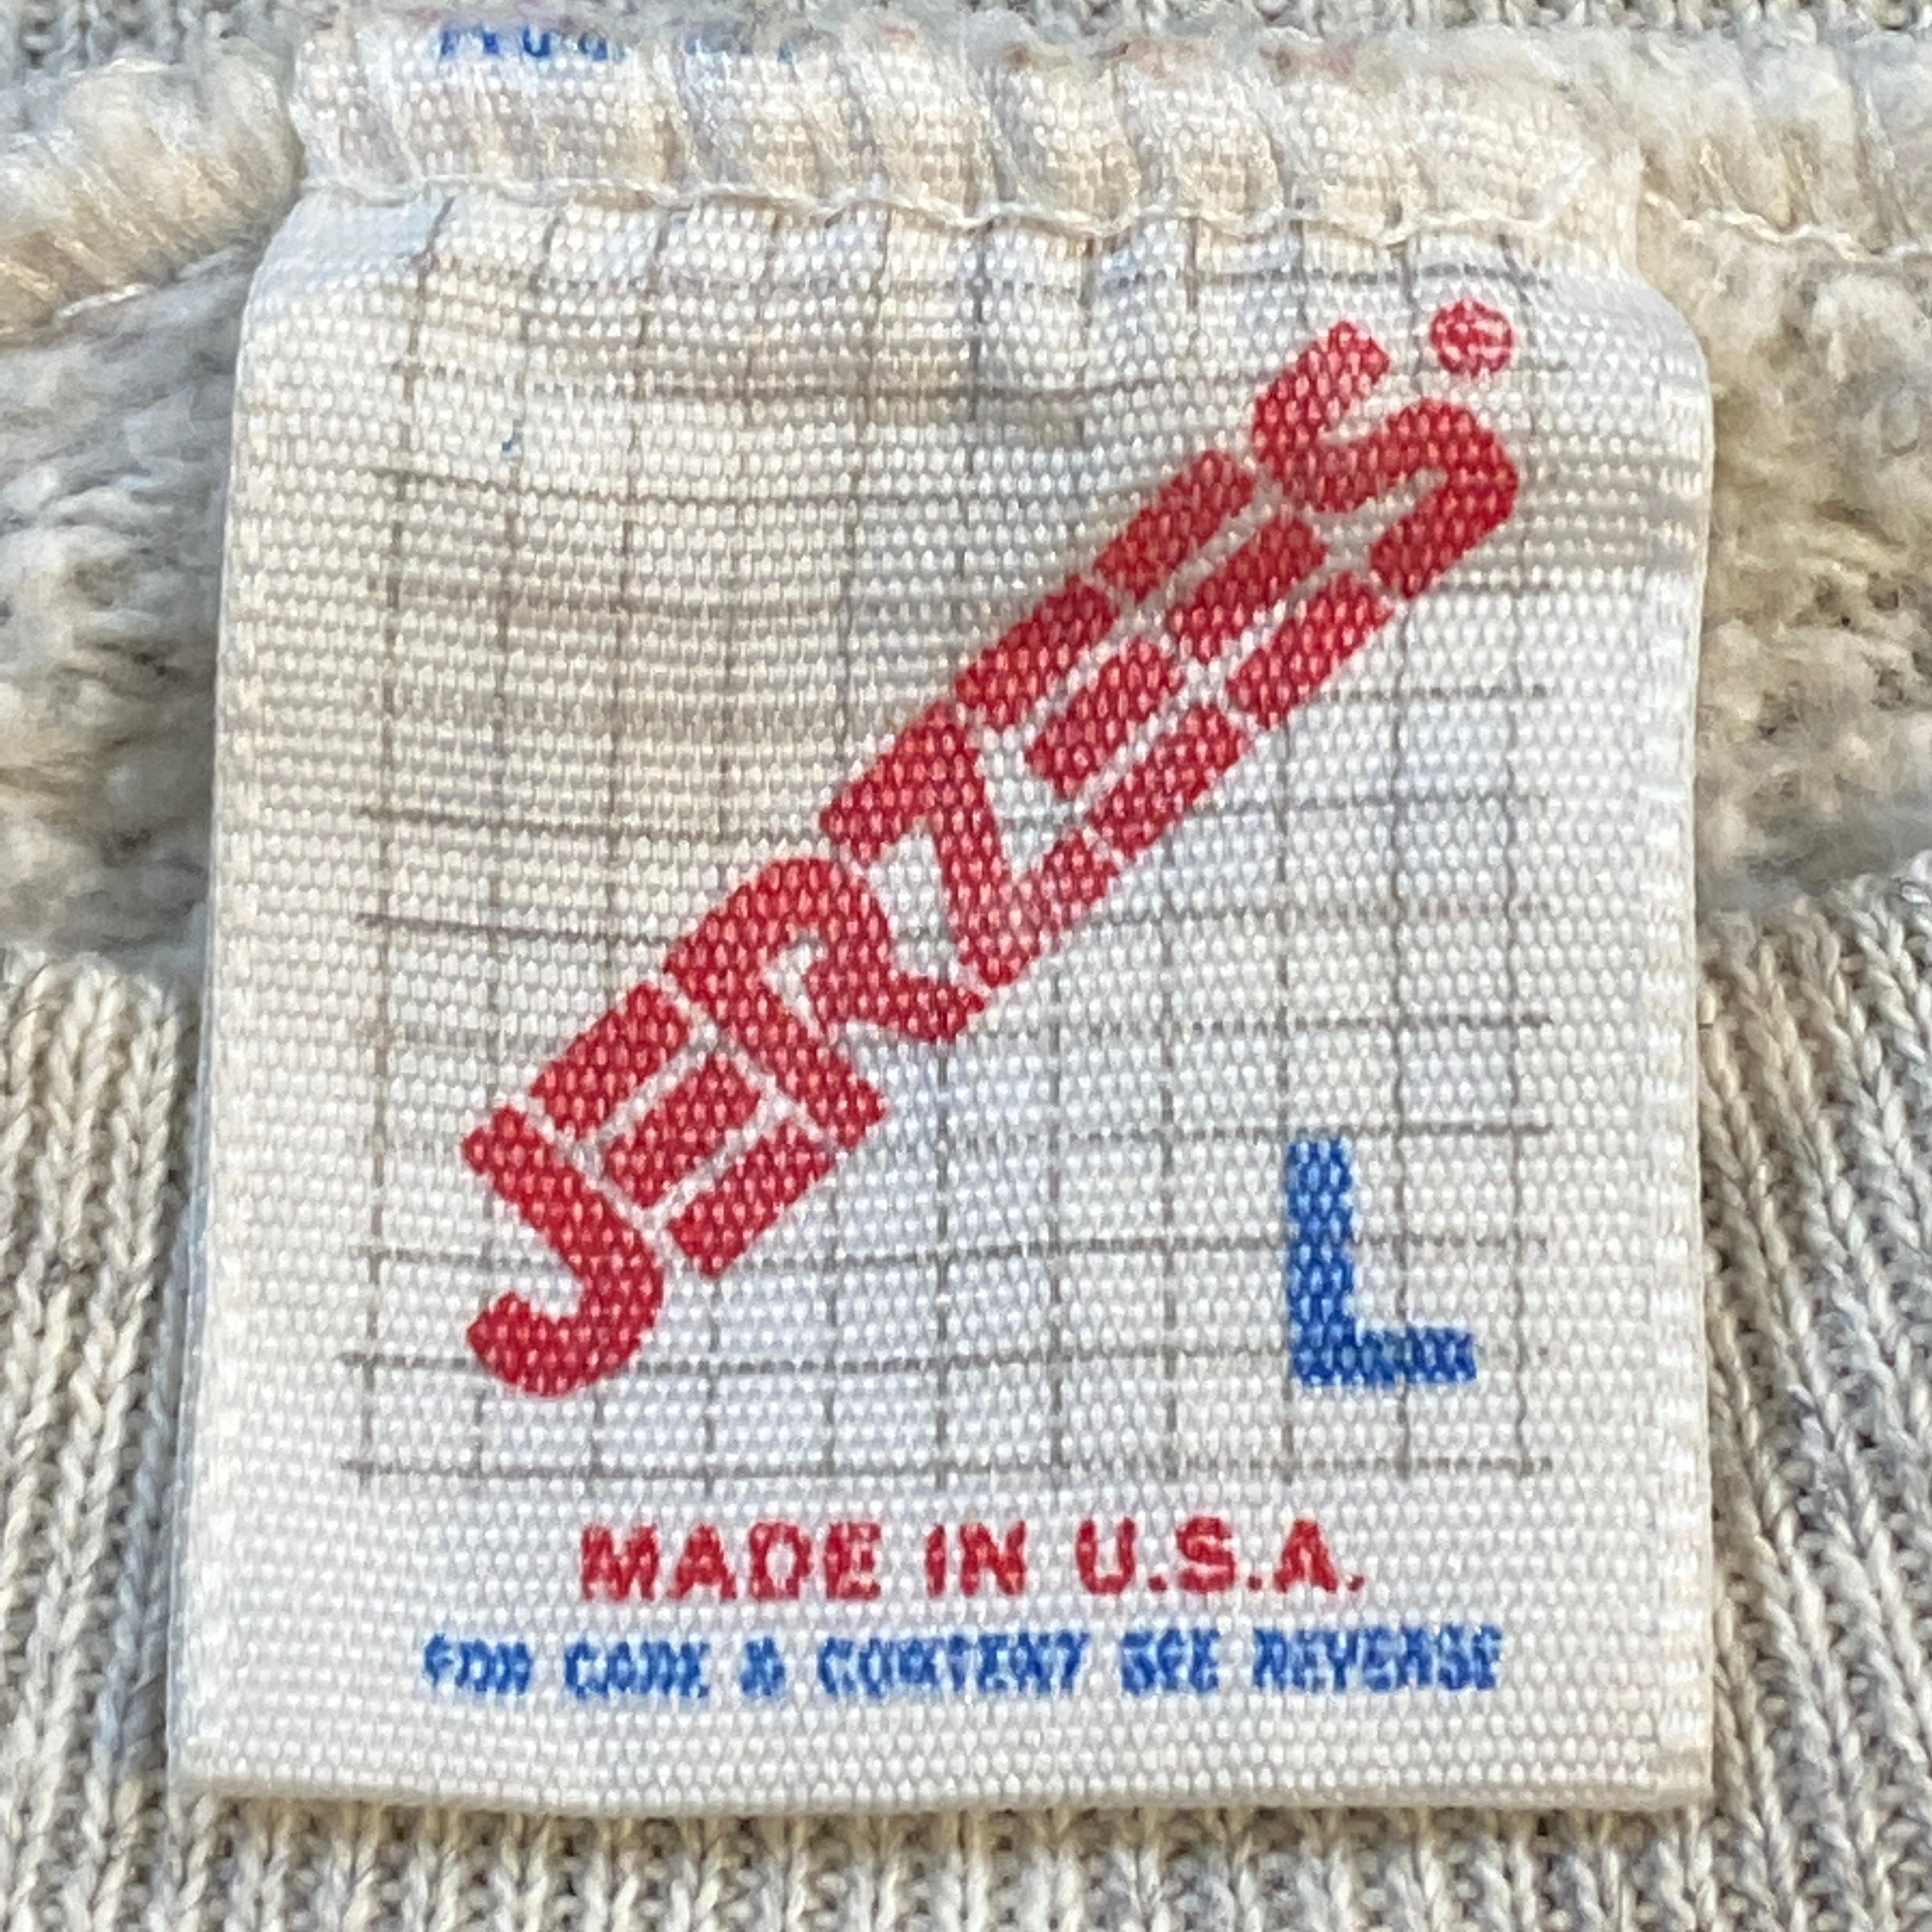 JERZEES®
L
MADE IN U.S.A.
FOR CARE & CONTENT SEE REVERSE